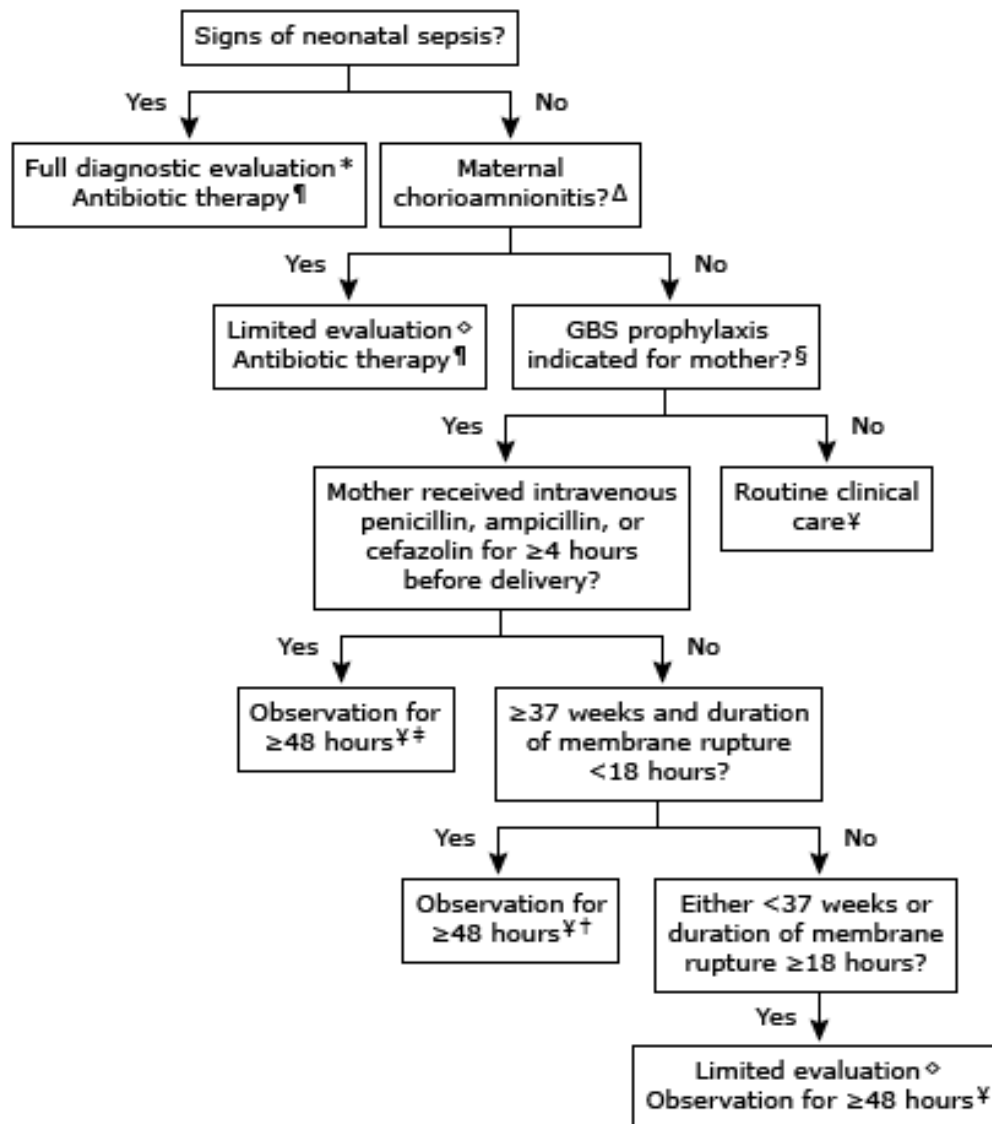 Signs of neonatal sepsis?
Yes
No
Full diagnostic evaluation*
Antibiotic therapy¶
Maternal
chorioamnionitis?Δ
Yes
No
Limited evaluation◇
Antibiotic therapy¶
GBS prophylaxis
indicated for mother?§
Yes
No
Mother received intravenous
penicillin, ampicillin, or
cefazolin for ≥4 hours
before delivery?
Routine clinical
care¥
Yes
No
Observation for
≥48 hours¥‡
≥37 weeks and duration
of membrane rupture
<18 hours?
Yes
No
Observation for
≥48 hours¥†
Either <37 weeks or
duration of membrane
rupture ≥18 hours?
Yes
Limited evaluation◇
Observation for ≥48 hours¥